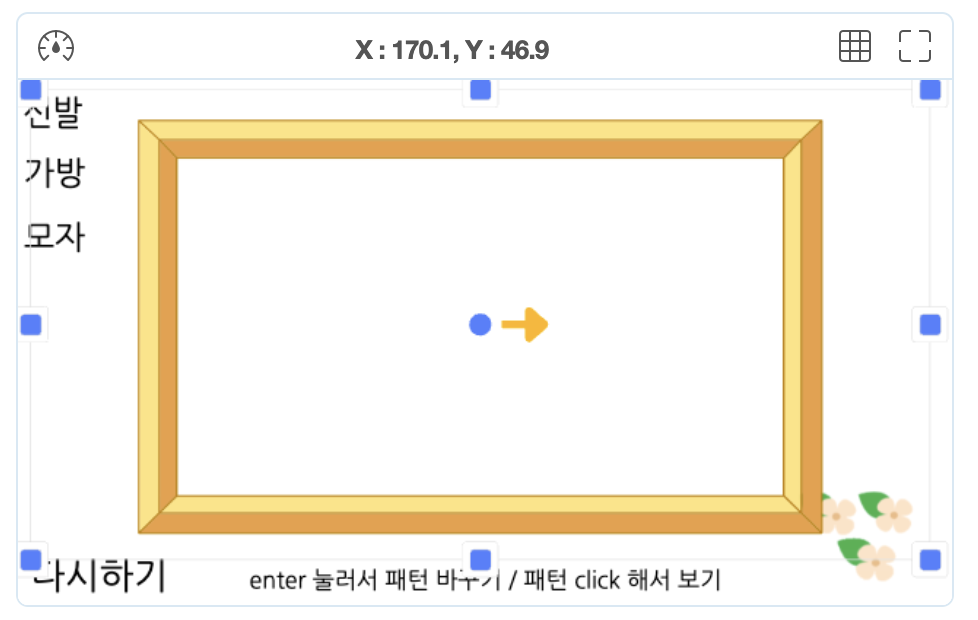 X : 170.1, Y : 46.9
신발
가방
모자
다시하기
enter 눌러서 패턴 바꾸기 / 패턴 click 해서 보기